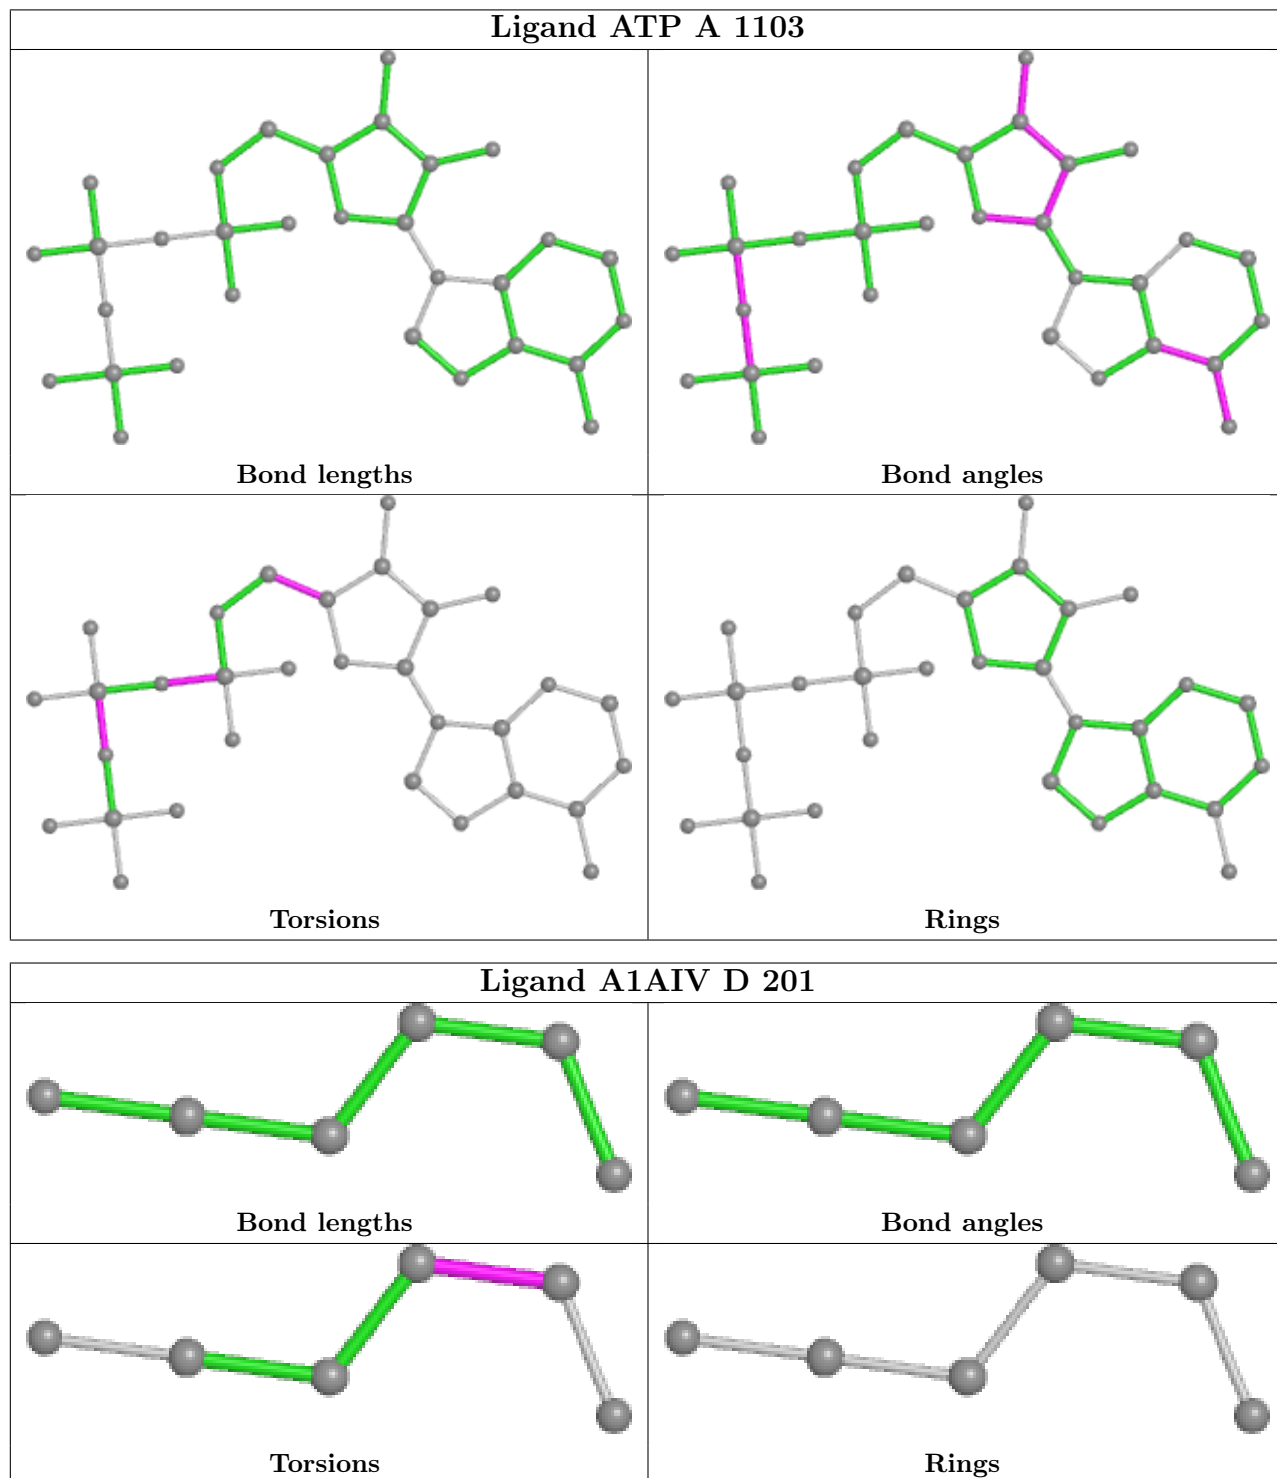 Ligand ATP A 1103
Bond lengths
Bond angles
Torsions
Rings
Ligand A1AIV D 201
Bond lengths
Bond angles
Torsions
Rings